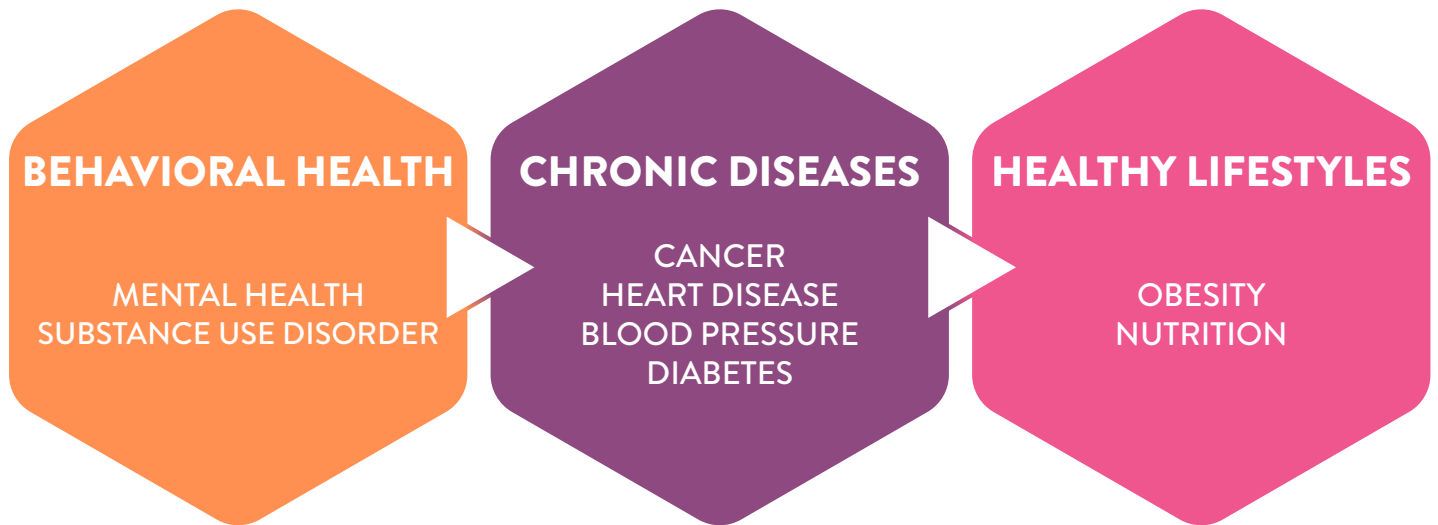 BEHAVIORAL HEALTH
MENTAL HEALTH
SUBSTANCE USE DISORDER
CHRONIC DISEASES
CANCER
HEART DISEASE
BLOOD PRESSURE
DIABETES
HEALTHY LIFESTYLES
OBESITY
NUTRITION